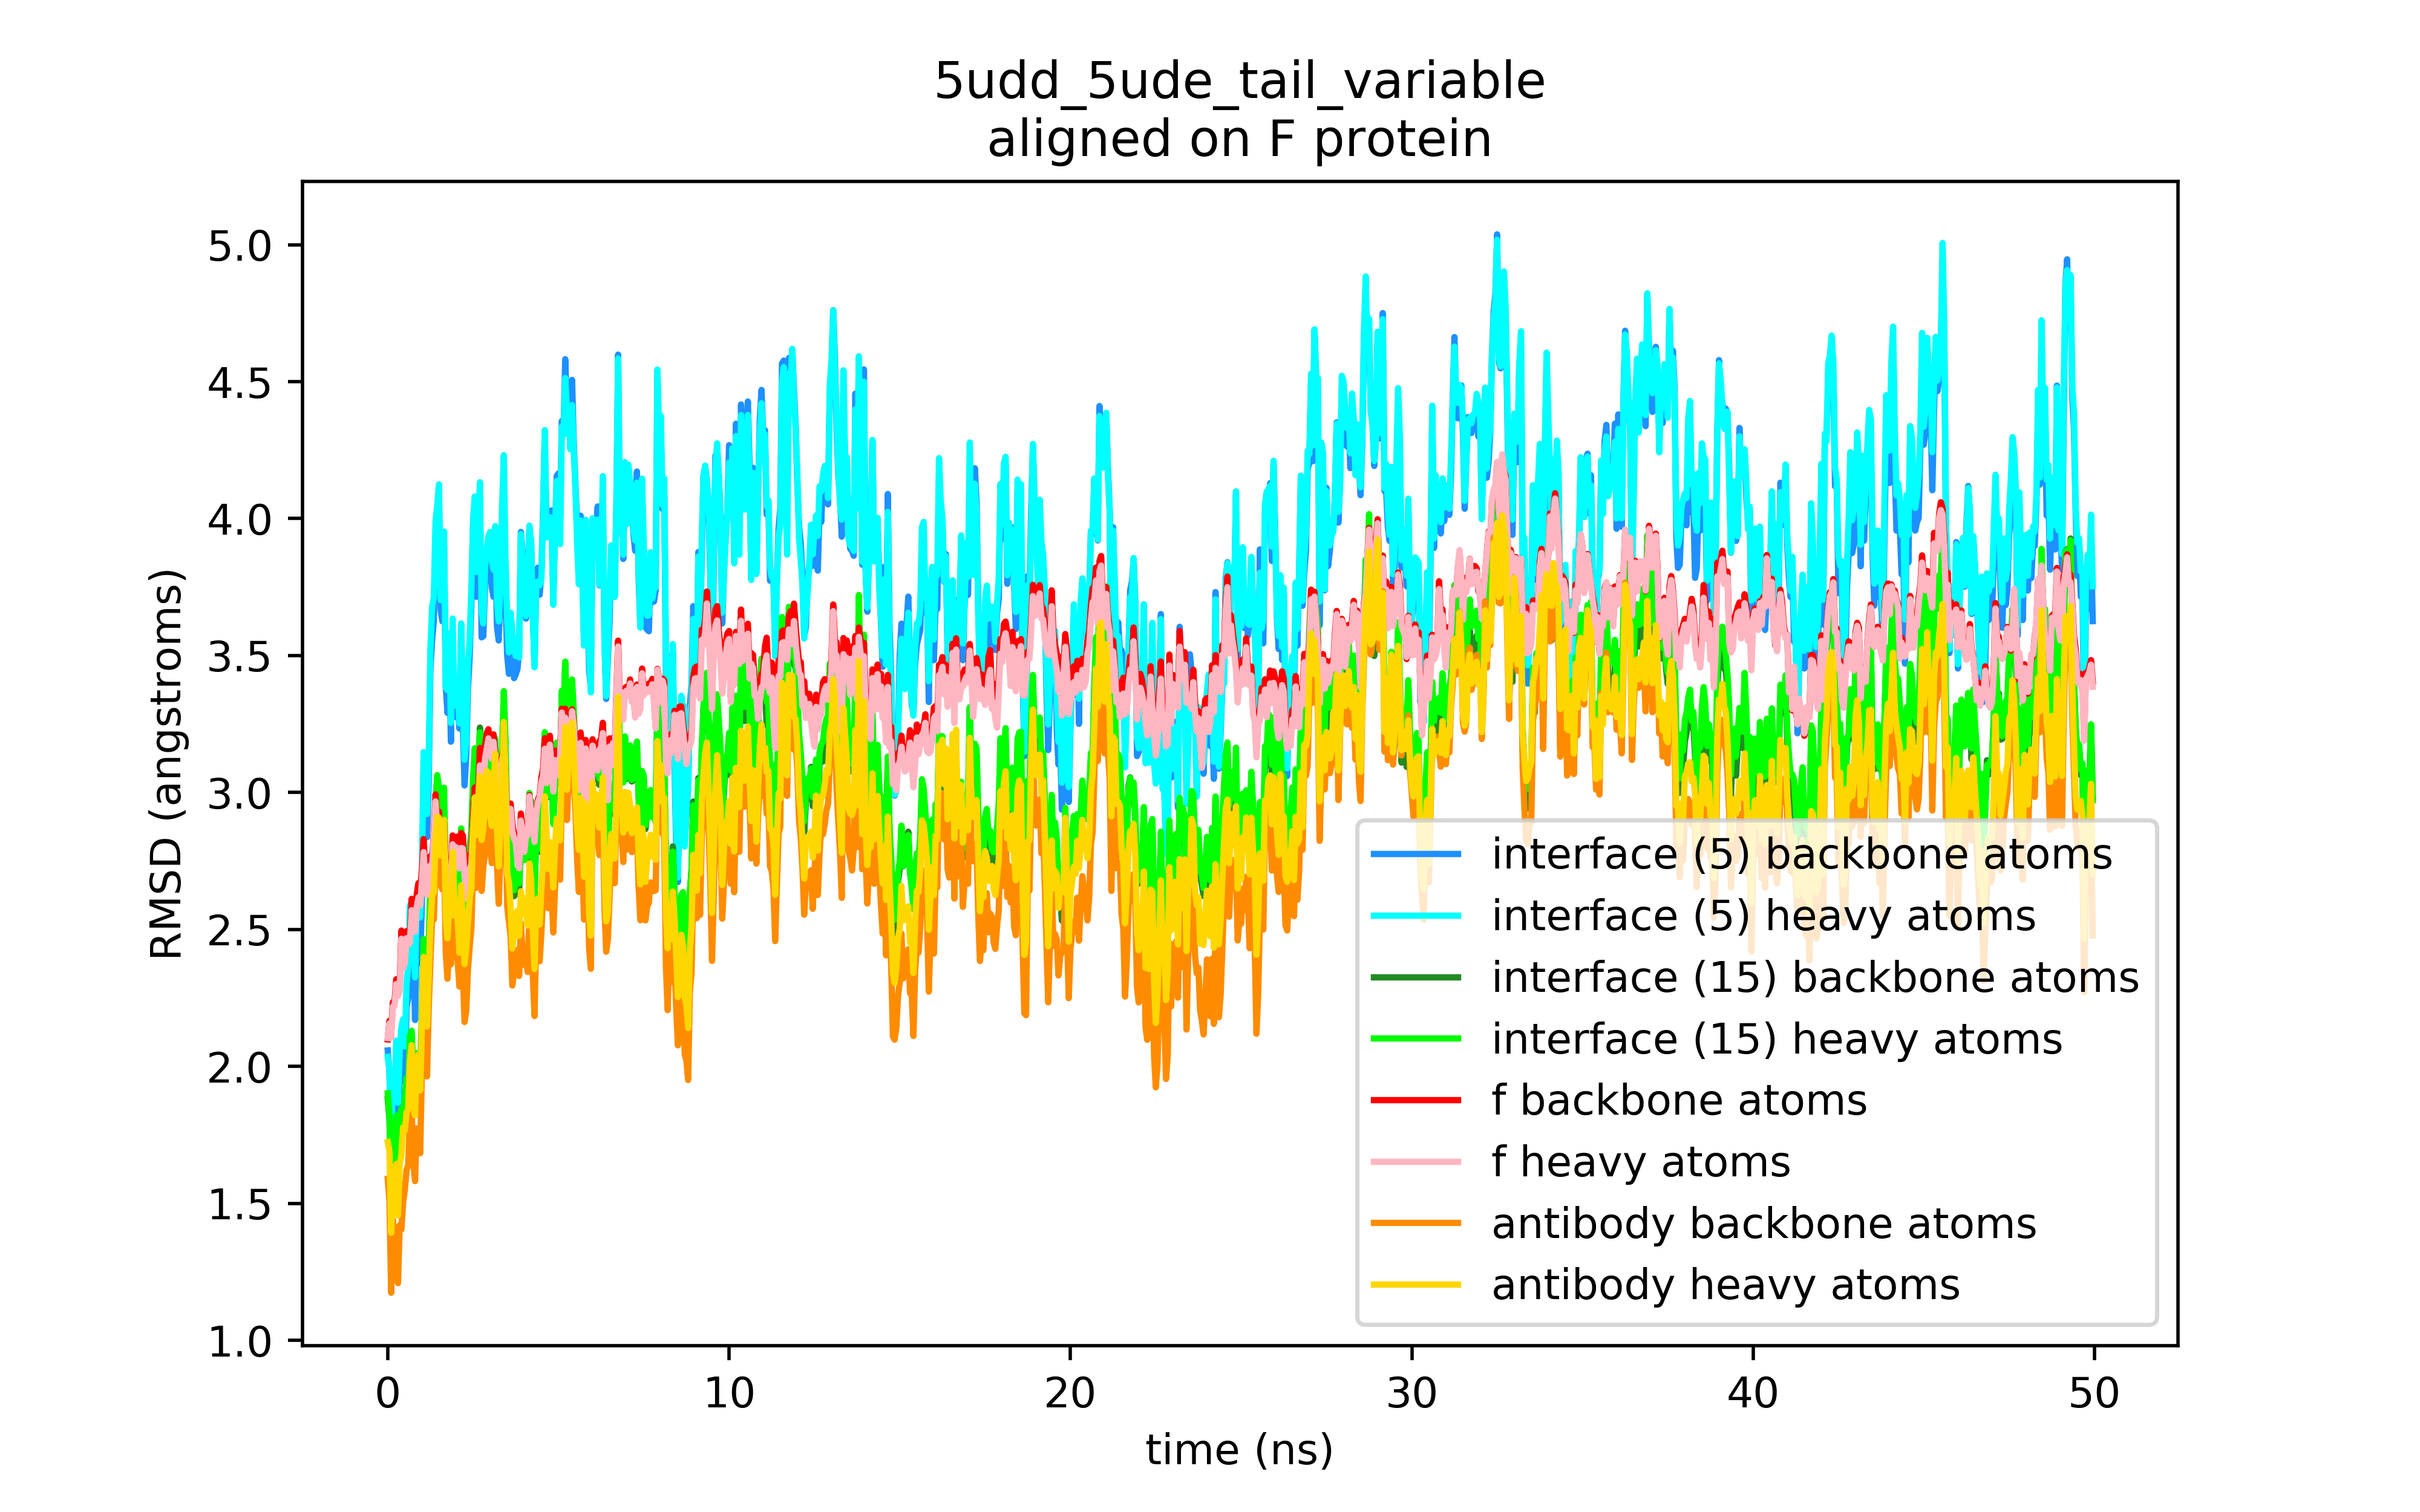 5udd_5ude_tail_variable
aligned on F protein
RMSD (angstroms)
5.0
4.5
4.0
3.5
3.0
2.5
2.0
1.5
1.0
interface (5) backbone atoms
interface (5) heavy atoms
interface (15) backbone atoms
interface (15) heavy atoms
f backbone atoms
f heavy atoms
antibody backbone atoms
antibody heavy atoms
0 10 20 30 40 50
time (ns)